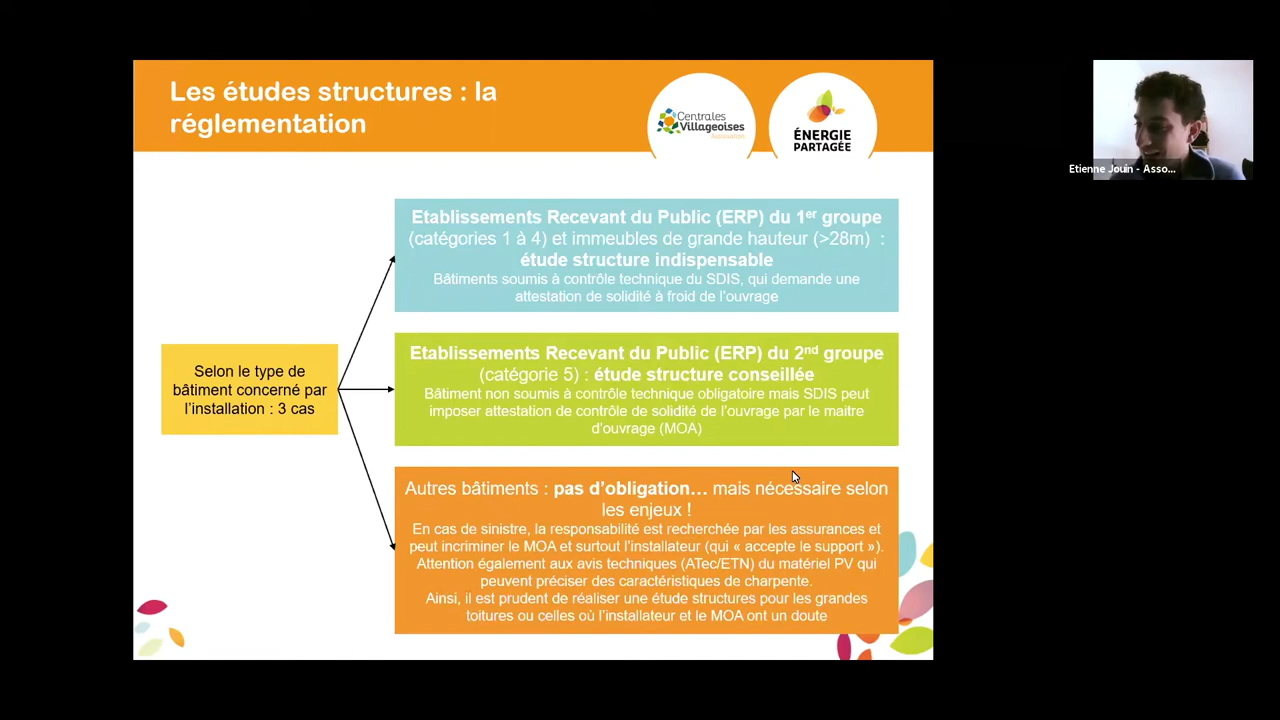 Les études structures : la
réglementation
Centrales
Villageoises
Association
ÉNERGIE
PARTAGÉE
Etienne Jouin - Asso...
Etablissements Recevant du Public (ERP) du 1er groupe
(catégories 1 à 4) et immeubles de grande hauteur (>28m) :
étude structure indispensable
Bâtiments soumis à contrôle technique du SDIS, qui demande une
attestation de solidité à froid de l'ouvrage
Selon le type de
bâtiment concerné par
l'installation : 3 cas
Etablissements Recevant du Public (ERP) du 2nd groupe
(catégorie 5) : étude structure conseillée
Bâtiment non soumis à contrôle technique obligatoire mais SDIS peut
imposer attestation de contrôle de solidité de l'ouvrage par le maitre
d'ouvrage (MOA)
Autres bâtiments : pas d'obligation... mais nécessaire selon
les enjeux !
En cas de sinistre, la responsabilité est recherchée par les assurances et
peut incriminer le MOA et surtout l'installateur (qui « accepte le support »).
Attention également aux avis techniques (ATec/ETN) du matériel PV qui
peuvent préciser des caractéristiques de charpente.
Ainsi, il est prudent de réaliser une étude structures pour les grandes
toitures ou celles où l'installateur et le MOA ont un doute